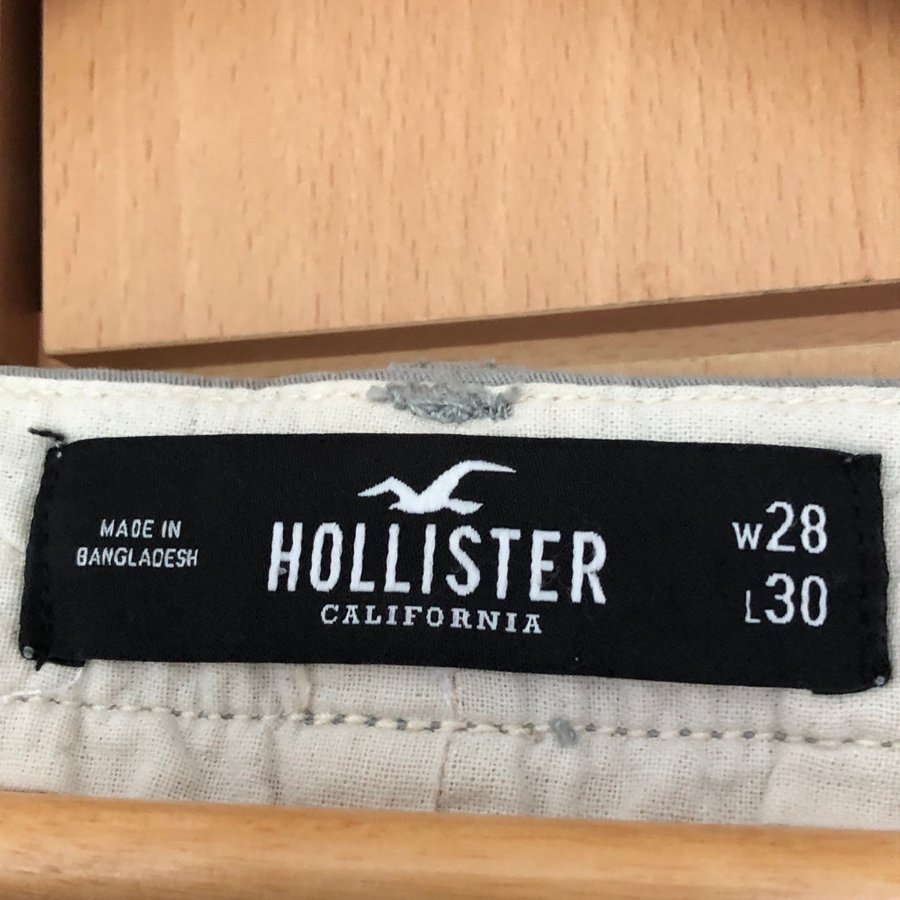 MADE IN
BANGLADESH
HOLLISTER
CALIFORNIA
W28
L30